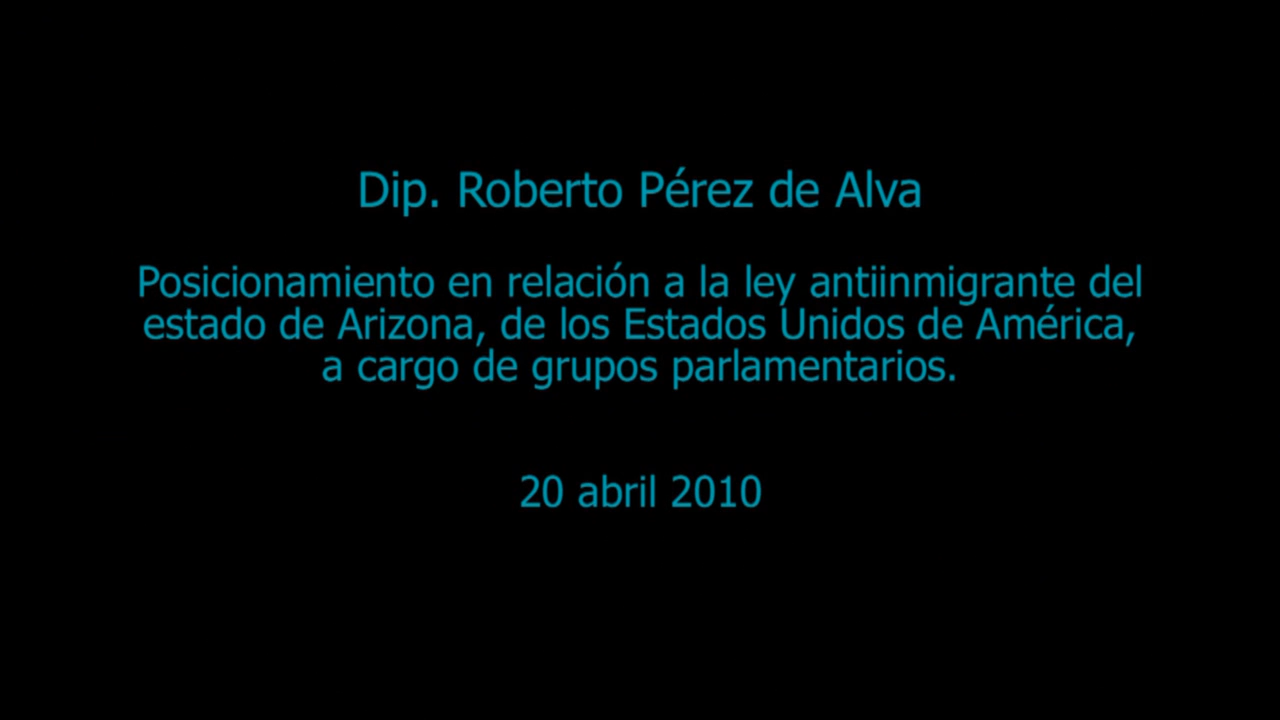 Dip. Roberto Pérez de Alva
Posicionamiento en relación a la ley antiinmigrante del
estado de Arizona, de los Estados Unidos de América,
a cargo de grupos parlamentarios.
20 abril 2010